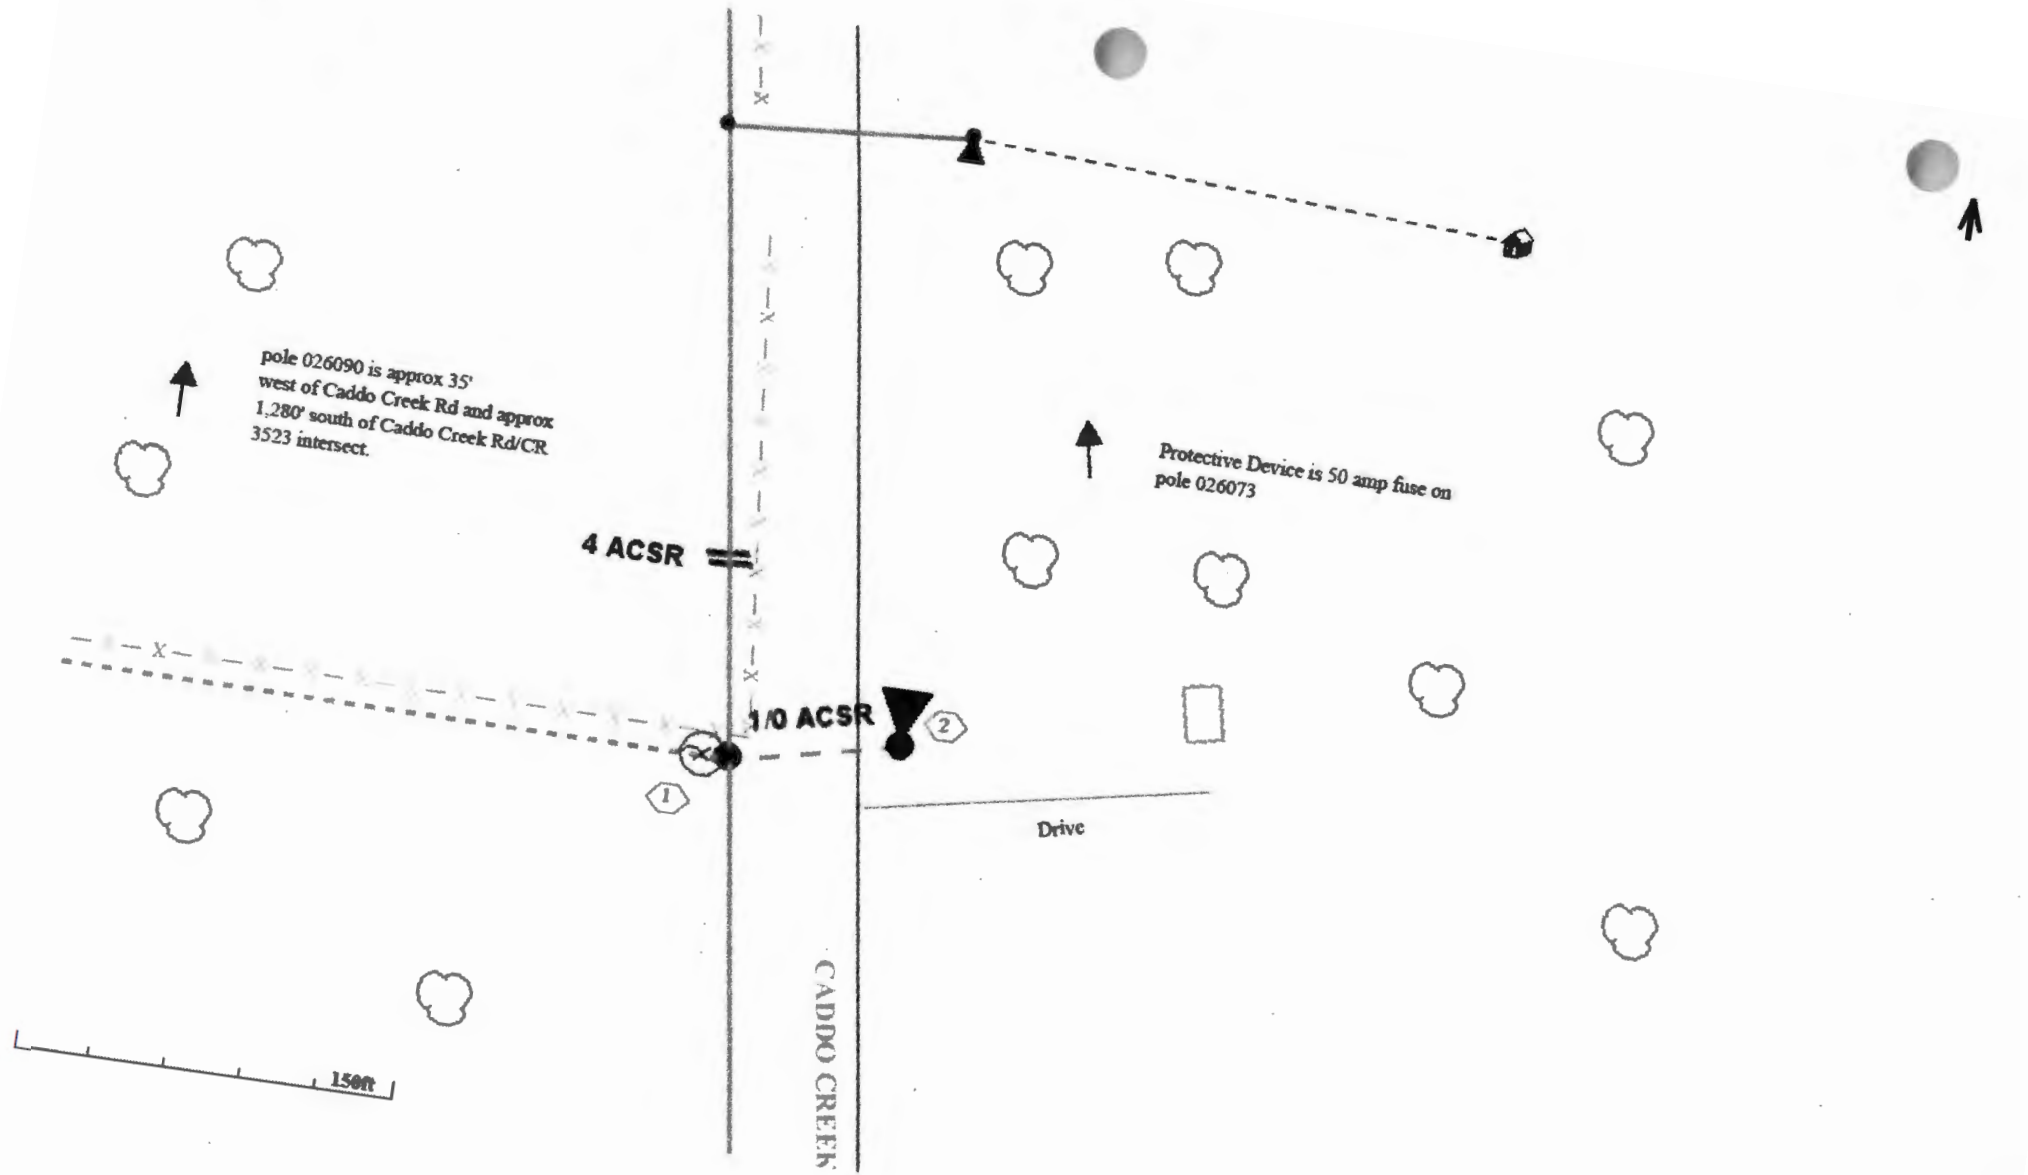 pole 026090 is approx 35'
west of Caddo Creek Rd and approx
1,280' south of Caddo Creek Rd/CR
3523 intersect.
Protective Device is 50 amp fuse on
pole 026073
4 ACSR
1/0 ACSR
2
1
Drive
CADDO CREEK
150ft